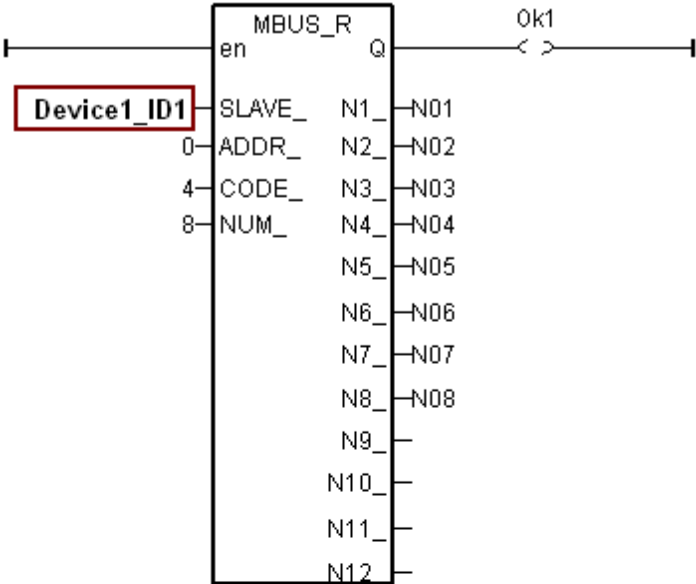 MBUS_R Ok1
en Q
Device1_ID1 SLAVE_ N1_ N01
0 ADDR_ N2_ N02
4 CODE_ N3_ N03
8 NUM_ N4_ N04
N5_ N05
N6_ N06
N7_ N07
N8_ N08
N9_
N10_
N11_
N12_